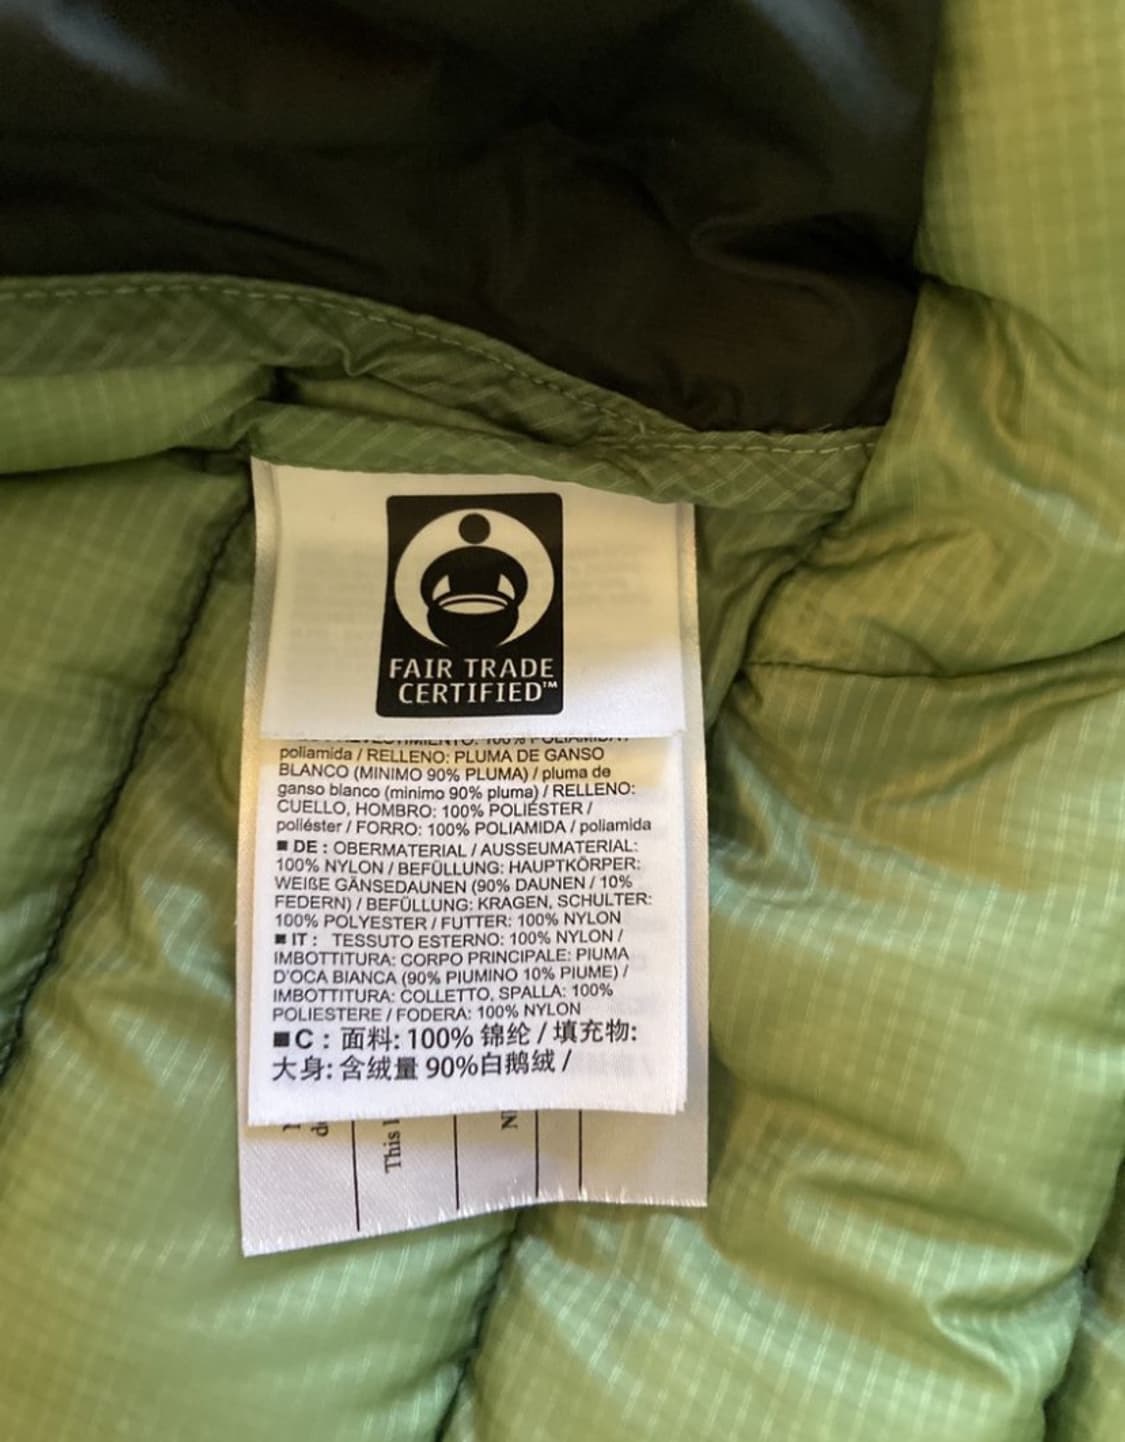 FAIR TRADE
CERTIFIED™
poliamida / RELLENO: PLUMA DE GANSO
BLANCO (MINIMO 90% PLUMA) / pluma de
ganso blanco (minimo 90% pluma) / RELLENO:
CUELLO, HOMBRO: 100% POLIÉSTER /
poliéster / FORRO: 100% POLIAMIDA / poliamida
■ DE : OBERMATERIAL / AUSSEUMATERIAL:
100% NYLON / BEFÜLLUNG: HAUPTKÖRPER:
WEIßE GÄNSEDAUNEN (90% DAUNEN / 10%
FEDERN) / BEFÜLLUNG: KRAGEN, SCHULTER:
100% POLYESTER / FUTTER: 100% NYLON
■ IT : TESSUTO ESTERNO: 100% NYLON /
IMBOTTITURA: CORPO PRINCIPALE: PIUMA
D'OCA BIANCA (90% PIUMINO 10% PIUME) /
IMBOTTITURA: COLLETTO, SPALLA: 100%
POLIESTERE / FODERA: 100% NYLON
■C : 面料: 100% 锦纶 / 填充物:
大身: 含绒量 90%白鹅绒 /
This